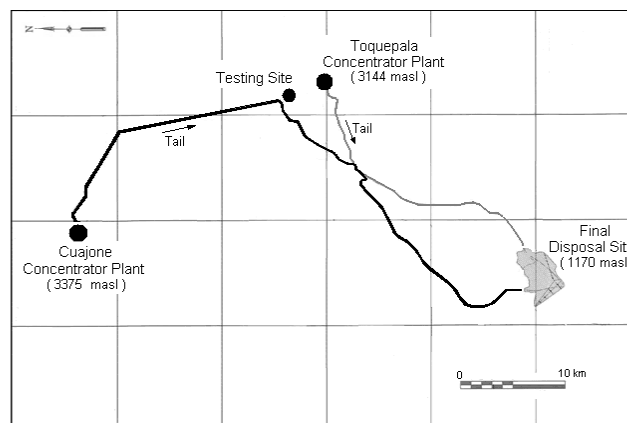 N
Toquepala
Concentrator Plant
( 3144 masl )
Testing Site
Tail
Tail
Cuajone
Concentrator Plant
( 3375 masl )
Final
Disposal Sit
( 1170 masl
0 10 km